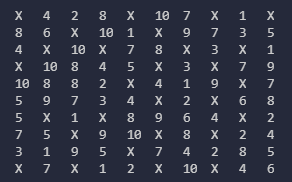 X 4 2 8 X 10 7 X 1 X
8 6 X 10 1 X 9 7 3 5
4 X 10 X 7 8 X 3 X 1
X 10 8 4 5 X 3 X 7 9
10 8 8 2 X 4 1 9 X 7
5 9 7 3 4 X 2 X 6 8
5 X 1 X 8 9 6 4 X 2
7 5 X 9 10 X 8 X 2 4
3 1 9 5 X 7 4 2 8 5
X 7 X 1 2 X 10 X 4 6